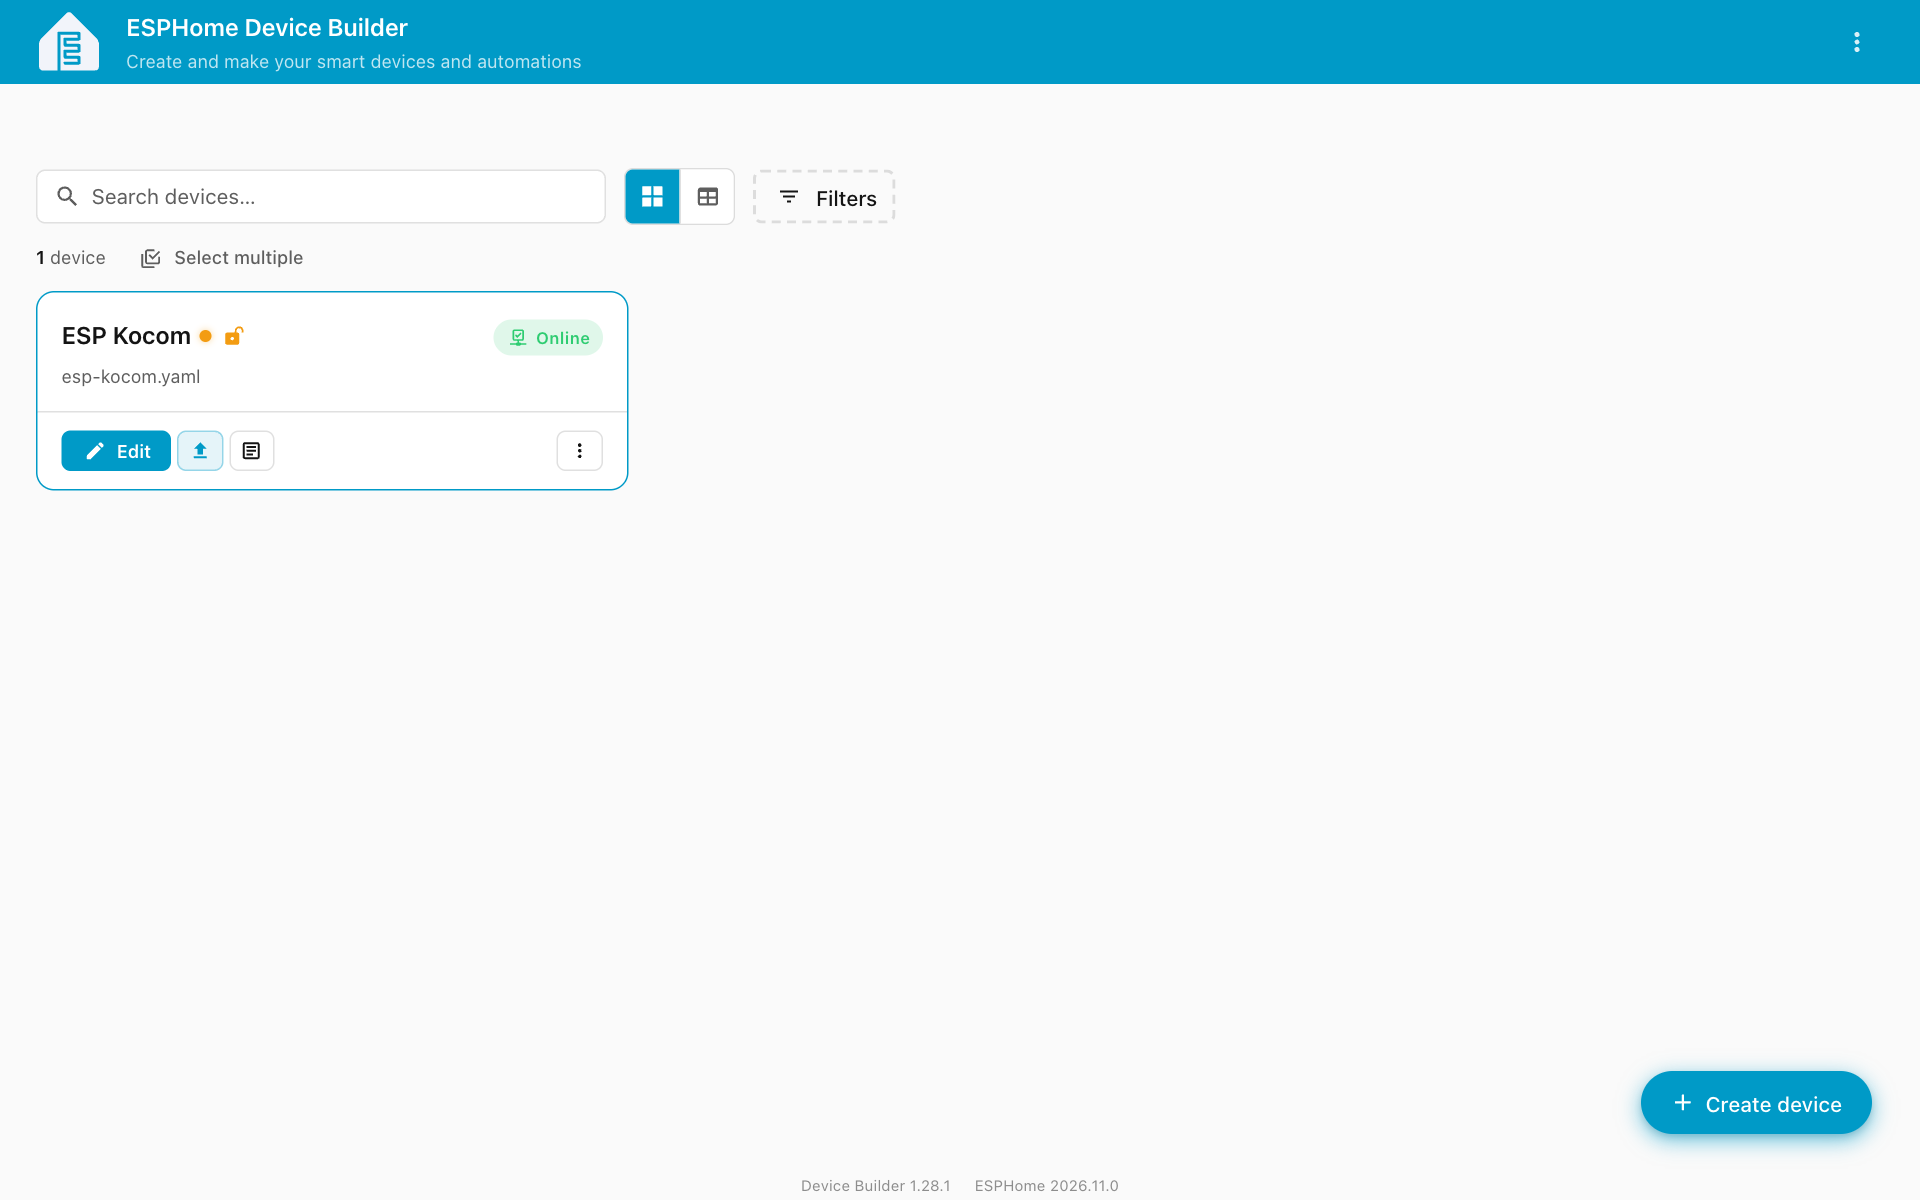 ESPHome Device Builder
Create and make your smart devices and automations
Search devices...
Filters
1 device
Select multiple
ESP Kocom
Online
esp-kocom.yaml
Edit
Create device
Device Builder 1.28.1 ESPHome 2026.11.0